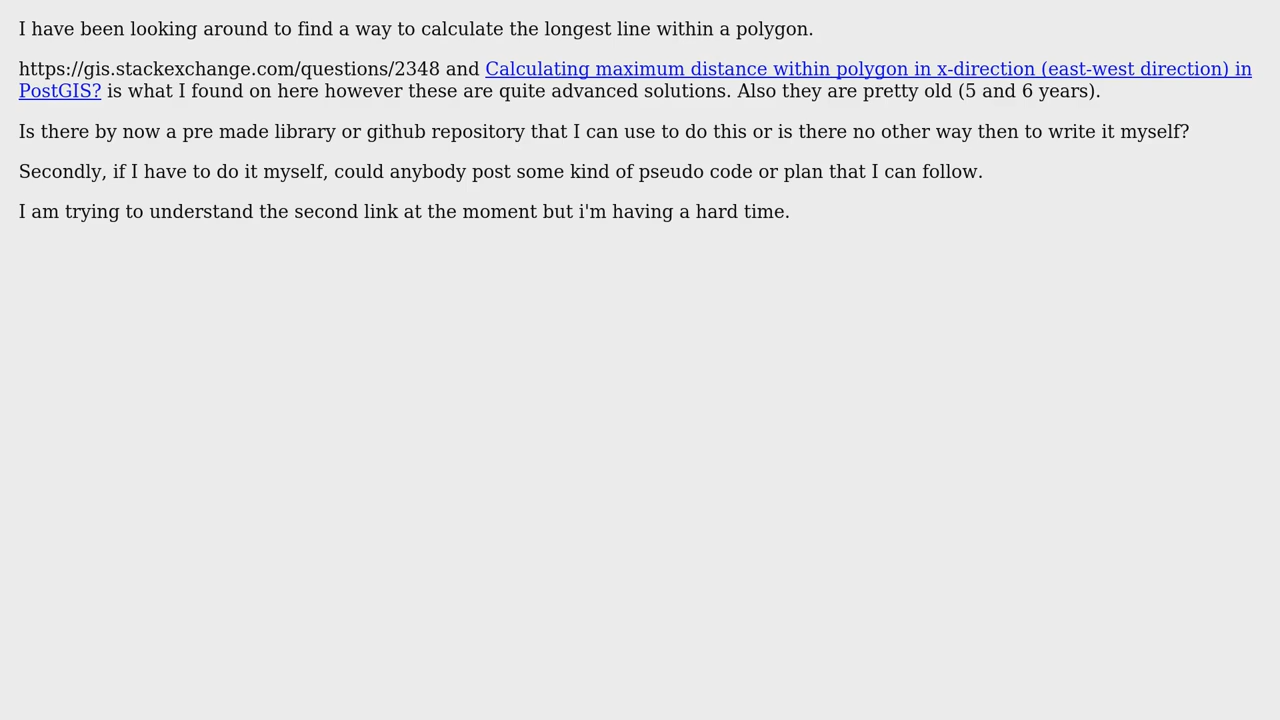 I have been looking around to find a way to calculate the longest line within a polygon.
https://gis.stackexchange.com/questions/2348 and Calculating maximum distance within polygon in x-direction (east-west direction) in
PostGIS? is what I found on here however these are quite advanced solutions. Also they are pretty old (5 and 6 years).
Is there by now a pre made library or github repository that I can use to do this or is there no other way then to write it myself?
Secondly, if I have to do it myself, could anybody post some kind of pseudo code or plan that I can follow.
I am trying to understand the second link at the moment but i'm having a hard time.